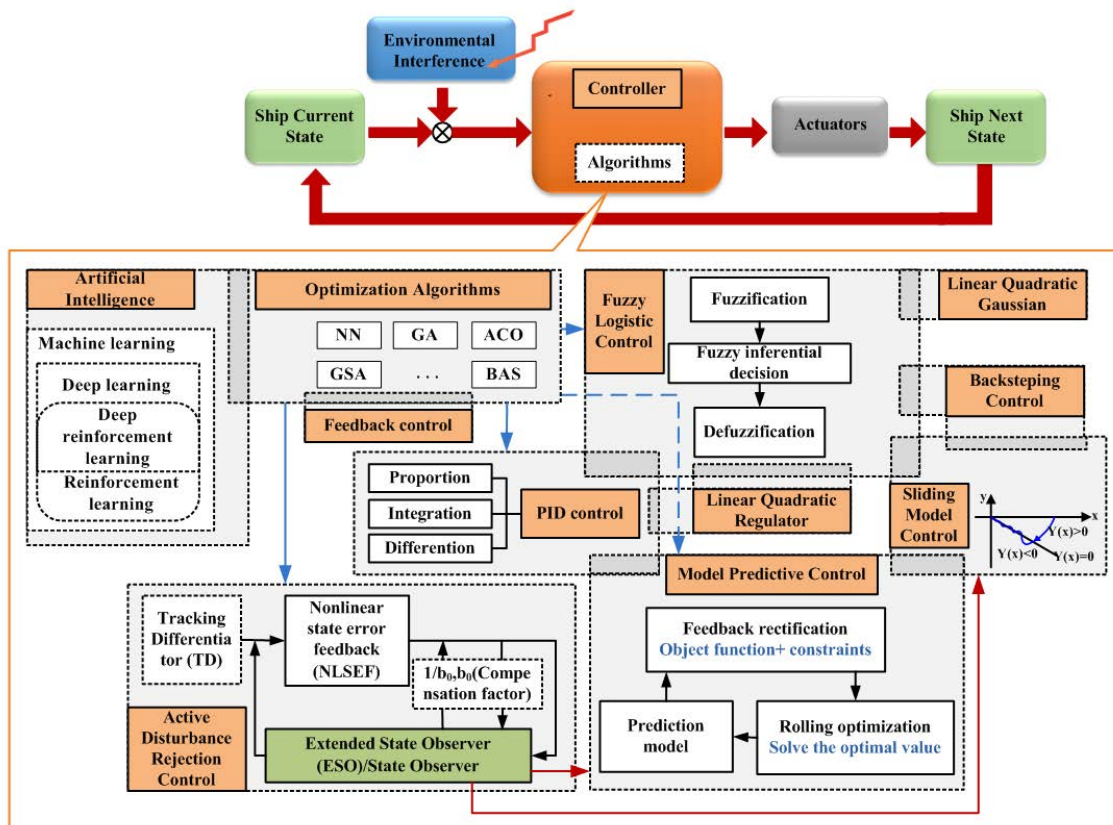 Environmental
Interference
Controller
Ship Current
State
Actuators
Ship Next
State
Algorithms
Artificial
Intelligence
Optimization Algorithms
Fuzzy
Logistic
Control
Fuzzification
Linear Quadratic
Gaussian
Machine learning
NN
GA
ACO
GSA
. . .
BAS
Fuzzy inferential
decision
Deep learning
Deep
reinforcement
learning
Reinforcement
learning
Feedback control
Defuzzification
Backsteping
Control
Proportion
Integration
Differention
PID control
Linear Quadratic
Regulator
Sliding
Model
Control
y
x
Y(x)>0
Y(x)<0
Y(x)=0
Model Predictive Control
Tracking
Differentia
tor (TD)
Nonlinear
state error
feedback
(NLSEF)
1/b₀,b₀(Compe
nsation factor)
Feedback rectification
Object function+ constraints
Prediction
model
Rolling optimization
Solve the optimal value
Active
Disturbance
Rejection
Control
Extended State Observer
(ESO)/State Observer